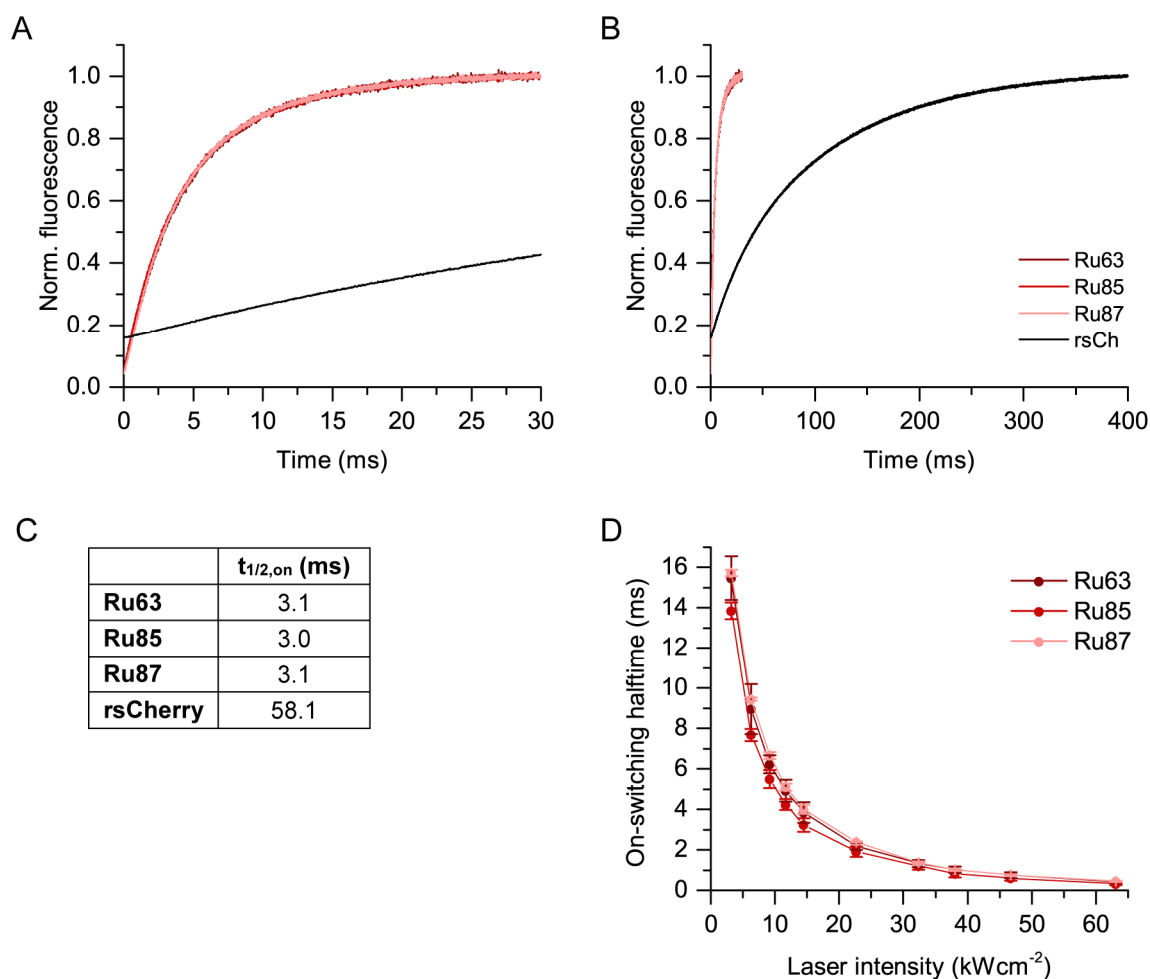 A
Norm. fluorescence
1.0
0.8
0.6
0.4
0.2
0.0
0 5 10 15 20 25 30
Time (ms)
B
Norm. fluorescence
1.0
0.8
0.6
0.4
0.2
0.0
Ru63
Ru85
Ru87
rsCh
0 100 200 300 400
Time (ms)
C
t1/2,on (ms)
Ru63 3.1
Ru85 3.0
Ru87 3.1
rsCherry 58.1
D
On-switching halftime (ms)
16
14
12
10
8
6
4
2
0
Ru63
Ru85
Ru87
0 10 20 30 40 50 60
Laser intensity (kWcm-2)